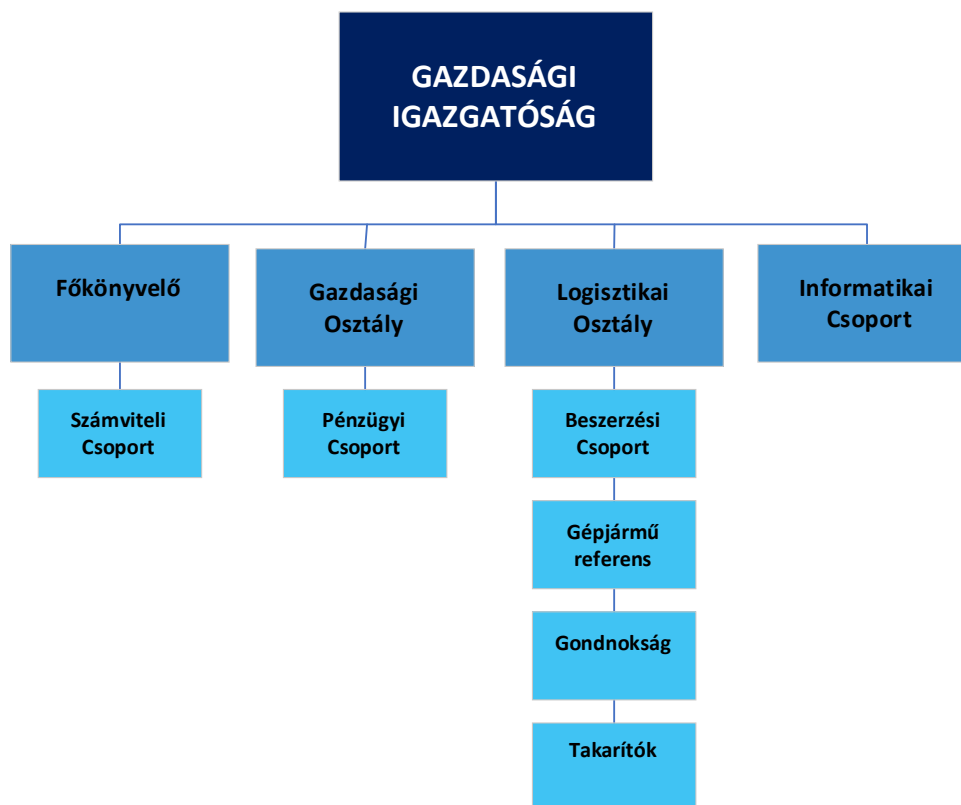 GAZDASÁGI
IGAZGATÓSÁG
Főkönyvelő
Gazdasági
Osztály
Logisztikai
Osztály
Informatikai
Csoport
Számviteli
Csoport
Pénzügyi
Csoport
Beszerzési
Csoport
Gépjármű
referens
Gondnokság
Takarítók